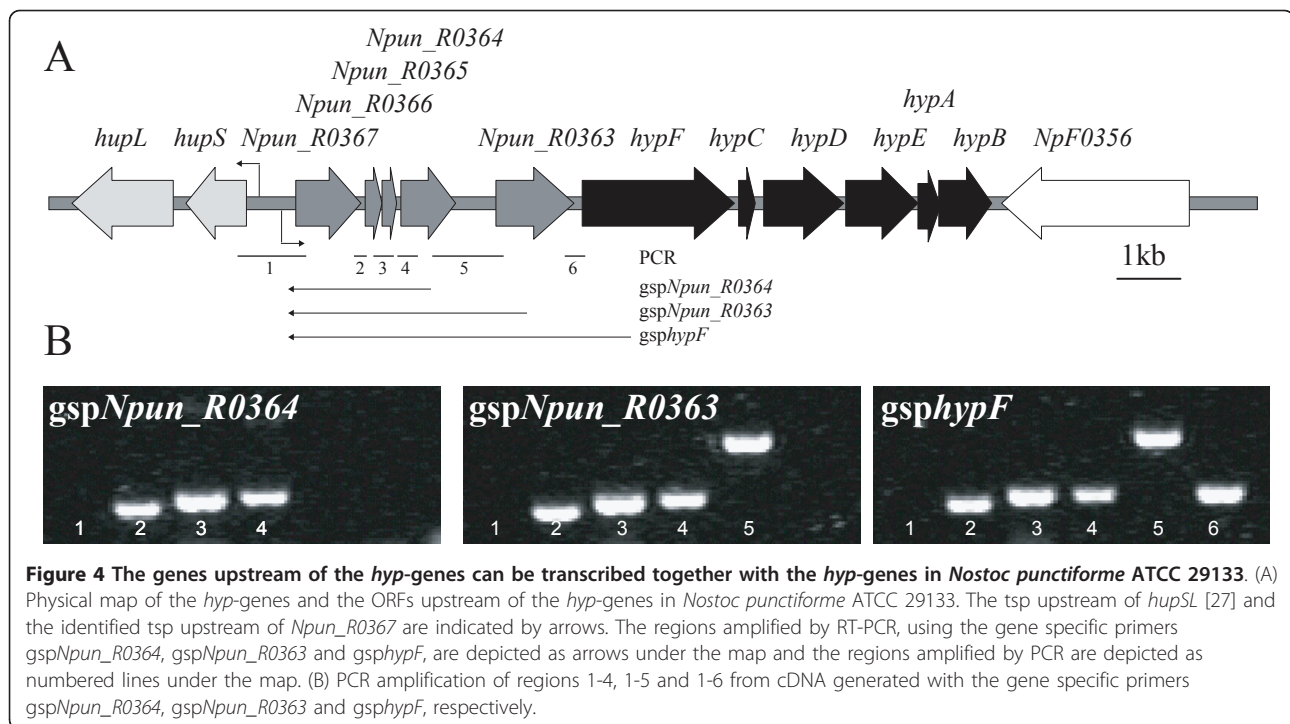 A
Npun_R0364
Npun_R0365
Npun_R0366
hypA
hupL hupS Npun_R0367 Npun_R0363 hypF hypC hypD hypE hypB NpF0356
1 2 3 4 5 6 PCR
1kb
gspNpun_R0364
gspNpun_R0363
gsphypF
B
gspNpun_R0364 gspNpun_R0363 gsphypF
1 2 3 4 1 2 3 4 5 1 2 3 4 5 6
Figure 4 The genes upstream of the hyp-genes can be transcribed together with the hyp-genes in Nostoc punctiforme ATCC 29133. (A)
Physical map of the hyp-genes and the ORFs upstream of the hyp-genes in Nostoc punctiforme ATCC 29133. The tsp upstream of hupSL [27] and
the identified tsp upstream of Npun_R0367 are indicated by arrows. The regions amplified by RT-PCR, using the gene specific primers
gspNpun_R0364, gspNpun_R0363 and gsphypF, are depicted as arrows under the map and the regions amplified by PCR are depicted as
numbered lines under the map. (B) PCR amplification of regions 1-4, 1-5 and 1-6 from cDNA generated with the gene specific primers
gspNpun_R0364, gspNpun_R0363 and gsphypF, respectively.